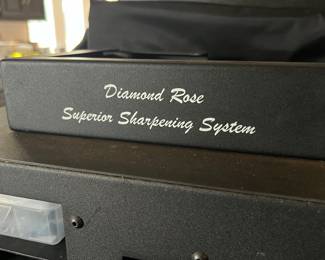 Diamond Rose
Superior Sharpening System